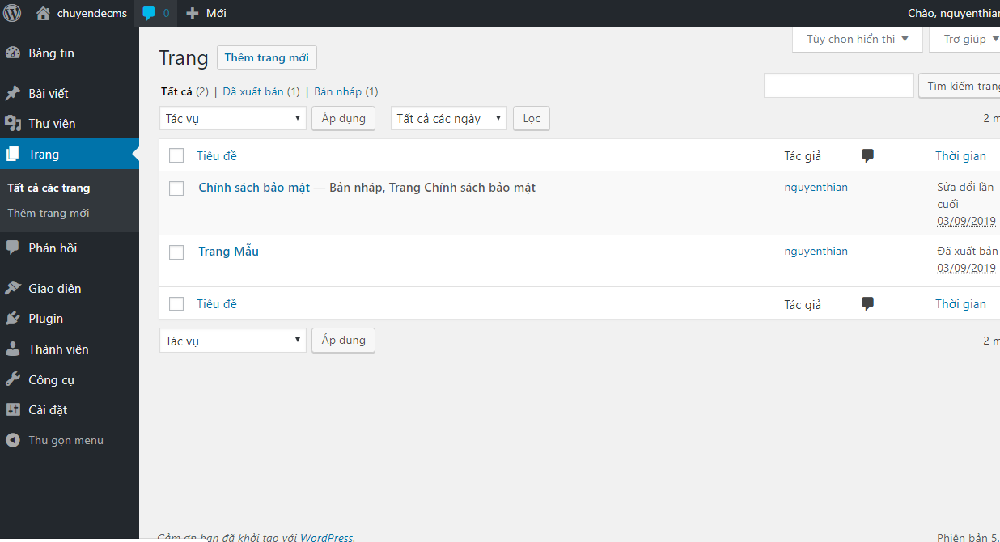 chuyendecms 0 Mới Chào, nguyenthian
Bảng tin
Bài viết
Thư viện
Trang
Tất cả các trang
Thêm trang mới
Phản hồi
Giao diện
Plugin
Thành viên
Công cụ
Cài đặt
Thu gọn menu
Tùy chọn hiển thị Trợ giúp
Trang Thêm trang mới
Tất cả (2) | Đã xuất bản (1) | Bản nháp (1)
Tìm kiếm trang
Tác vụ Áp dụng Tất cả các ngày Lọc 2
Tiêu đề Tác giả Thời gian
Chính sách bảo mật — Bản nháp, Trang Chính sách bảo mật nguyenthian — Sửa đổi lần
cuối
03/09/2019
Trang Mẫu nguyenthian — Đã xuất bản
03/09/2019
Tiêu đề Tác giả Thời gian
Tác vụ Áp dụng 2
Cảm ơn bạn đã khởi tạo với WordPress. Phiên bản 5.